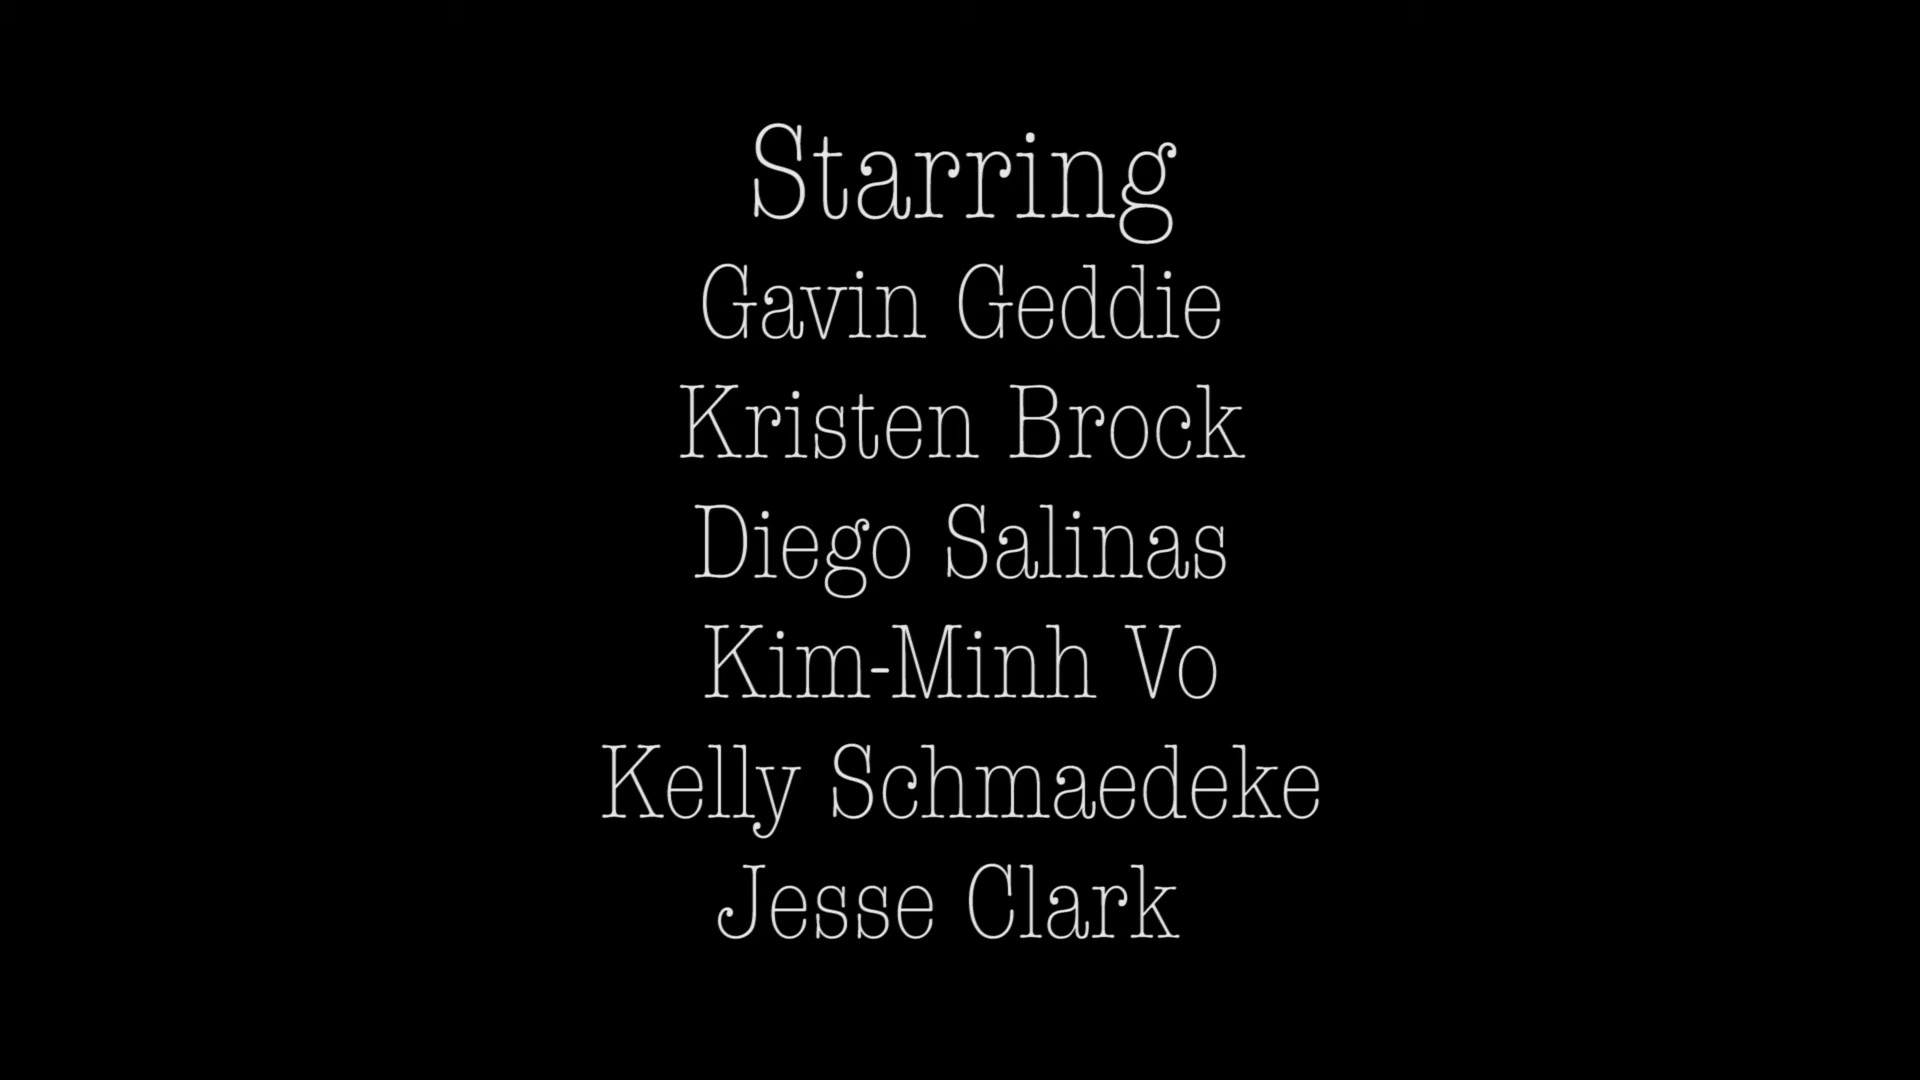 Starring
Gavin Geddie
Kristen Brock
Diego Salinas
Kim-Minh Vo
Kelly Schmaedeke
Jesse Clark